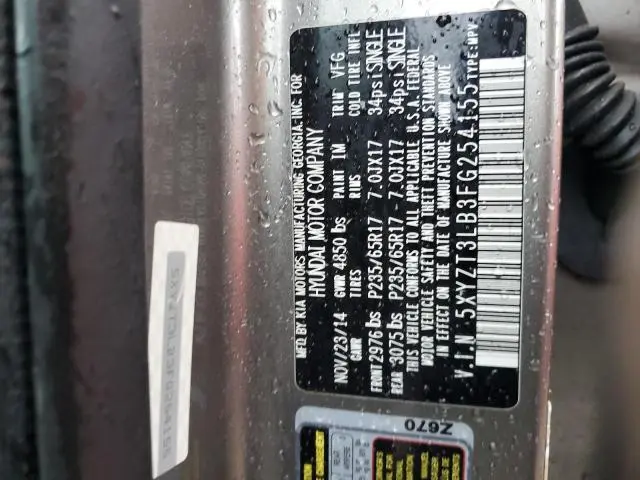 MFG. BY KIA MOTORS MANUFACTURING GEORGIA, INC. FOR
HYUNDAI MOTOR COMPANY
NOV/23/14 GVWR 4850 lbs PAINT IM TRIM VFG
GAWR TIRES RIMS COLD TIRE INFL
FRONT 2976 lbs P235/65R17 - 7.0JX17 34psi SINGLE
REAR 3075 lbs P235/65R17 - 7.0JX17 34psi SINGLE
THIS VEHICLE CONFORMS TO ALL APPLICABLE U.S.A. FEDERAL
MOTOR VEHICLE SAFETY AND THEFT PREVENTION STANDARDS
IN EFFECT ON THE DATE OF MANUFACTURE SHOWN ABOVE
V.I.N. 5XYZT3LB3FG254155 TYPE:MPV
Z670
REAR